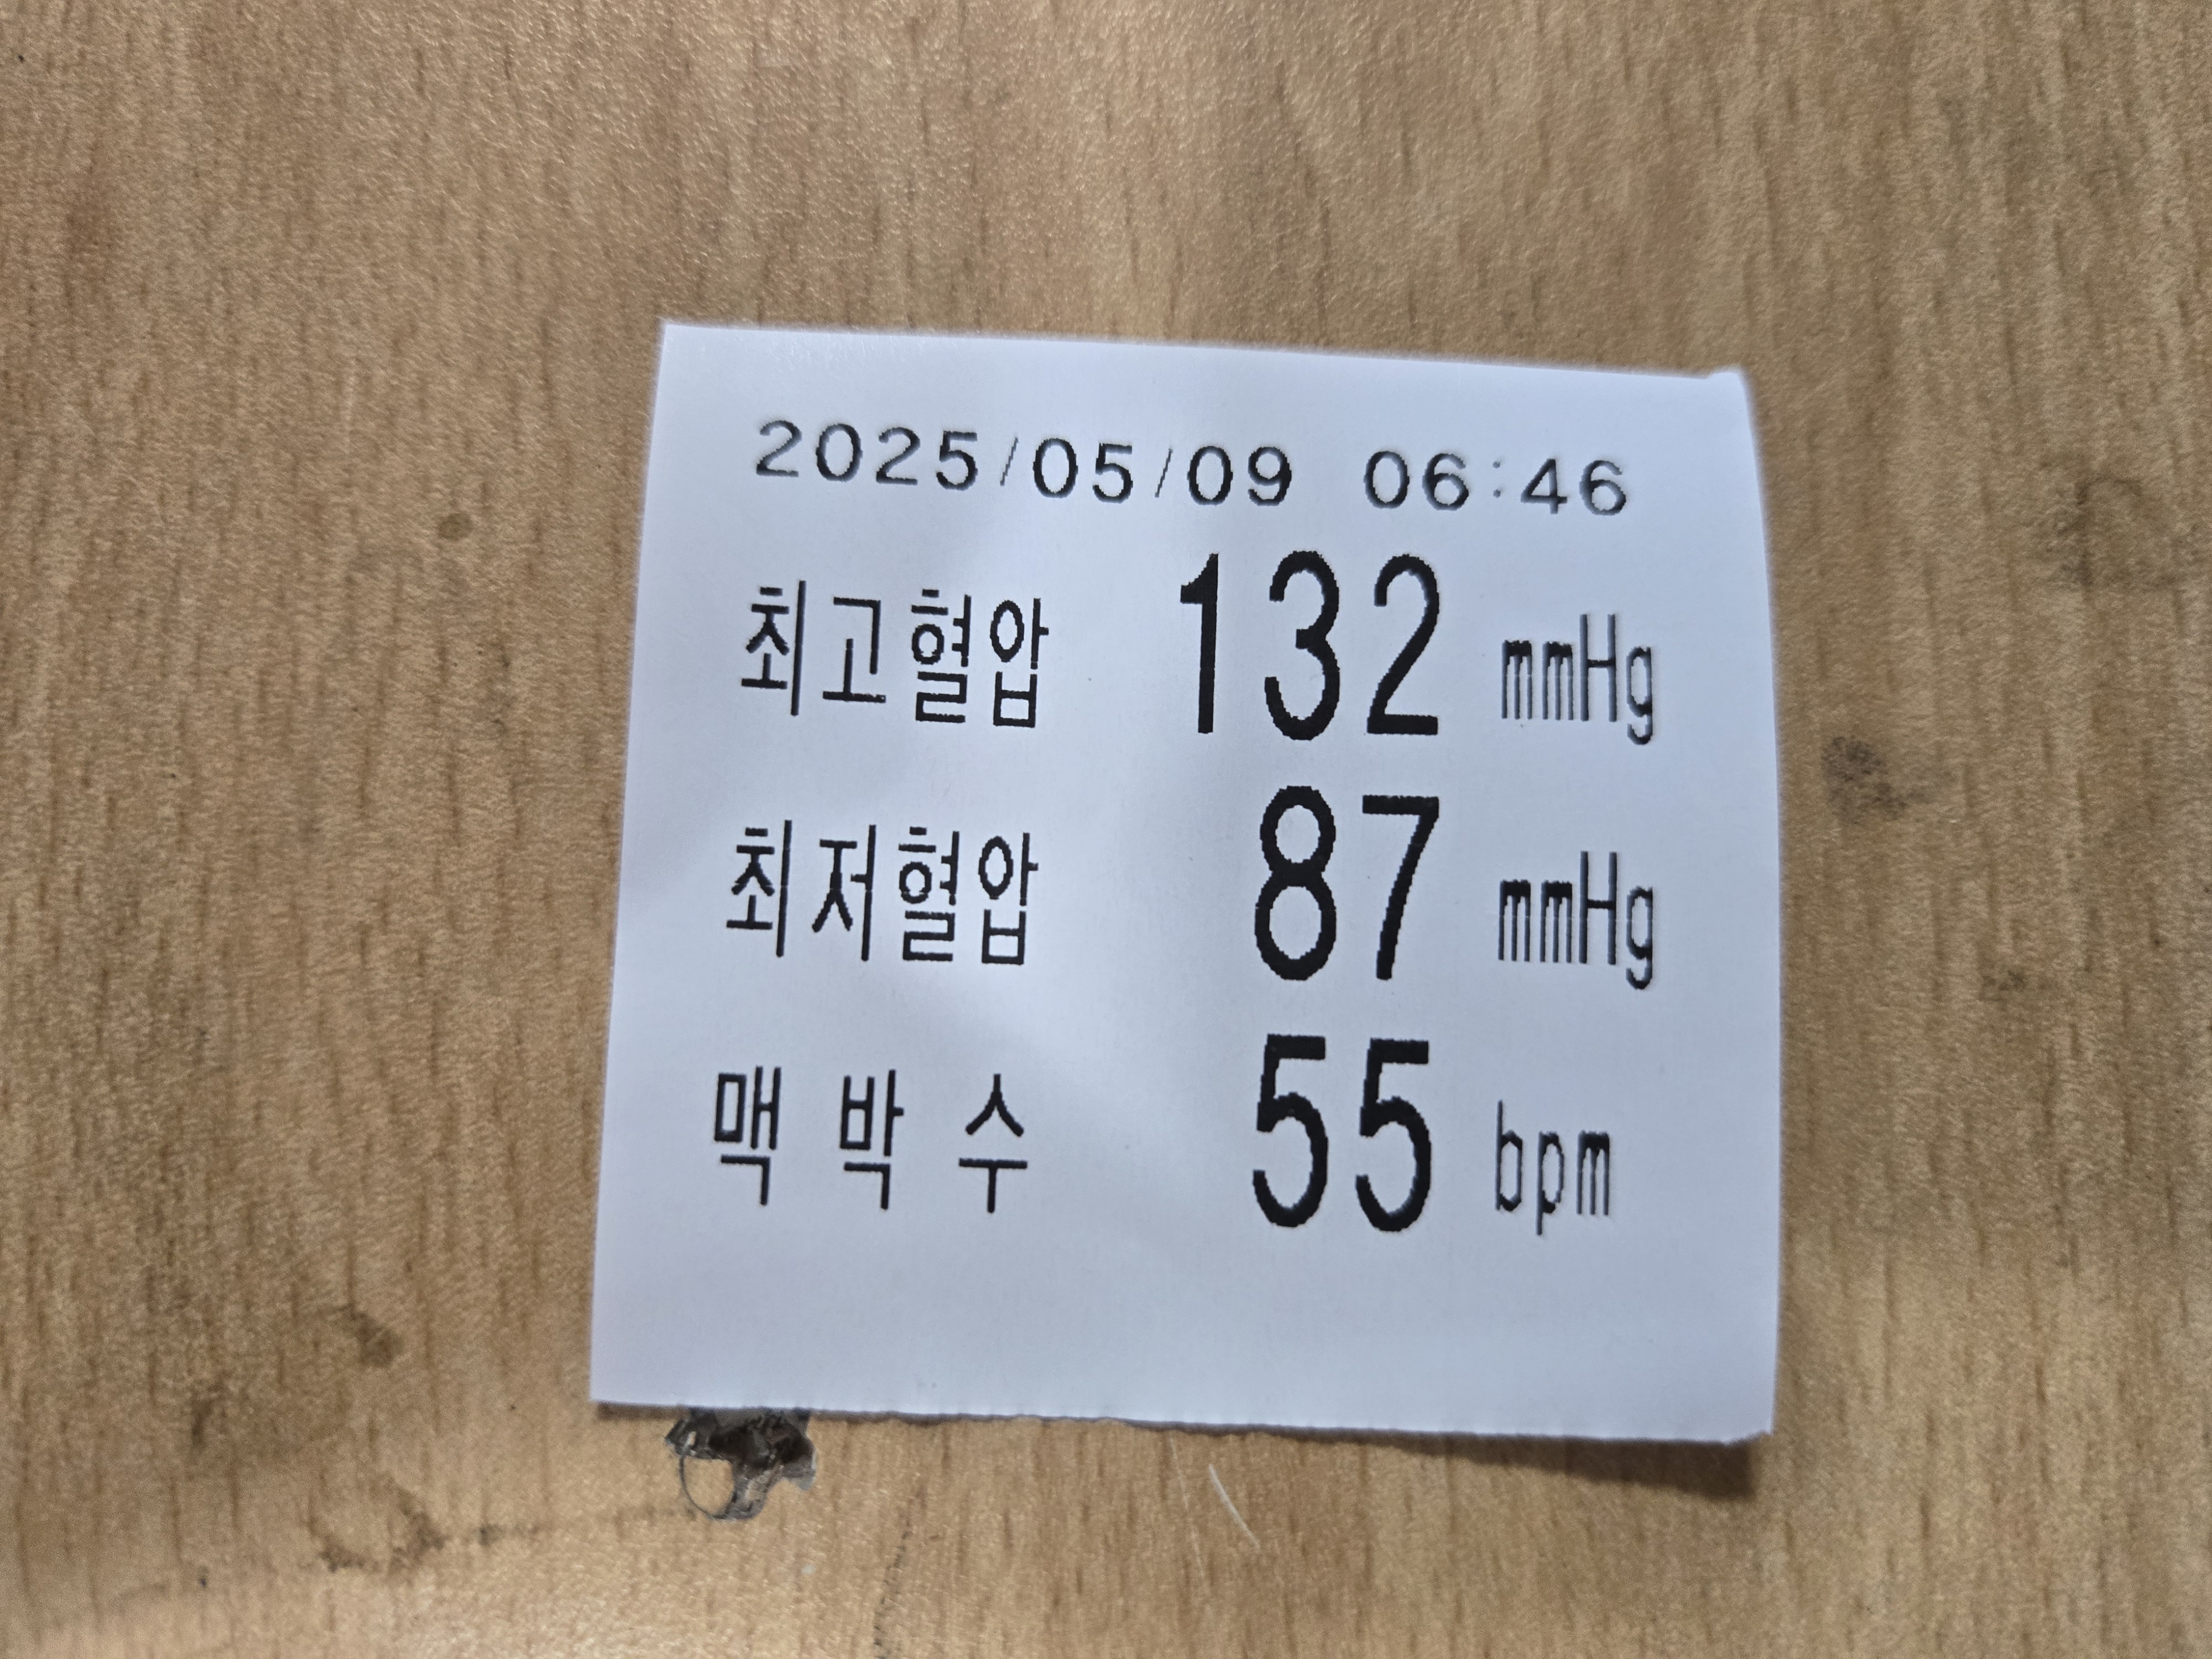 2025/05/09 06:46
최고혈압 132 mmHg
최저혈압 87 mmHg
맥박수 55 bpm